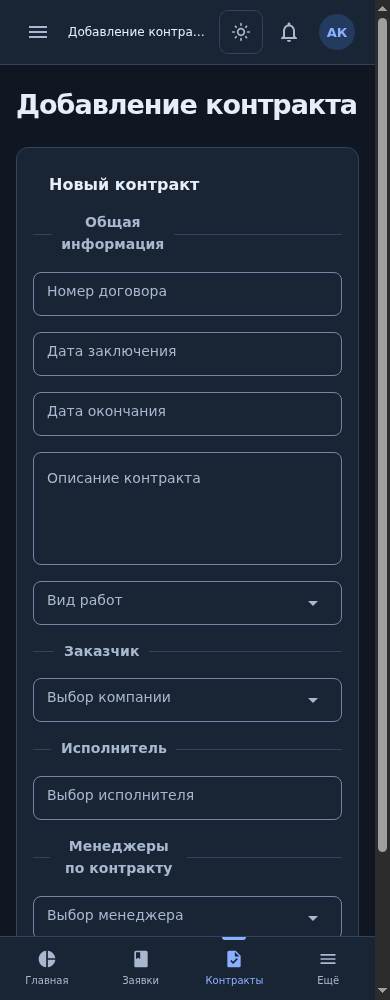 Добавление контра...
АК
Добавление контракта
Новый контракт
Общая
информация
Номер договора
Дата заключения
Дата окончания
Описание контракта
Вид работ
Заказчик
Выбор компании
Исполнитель
Выбор исполнителя
Менеджеры
по контракту
Выбор менеджера
Главная
Заявки
Контракты
Ещё